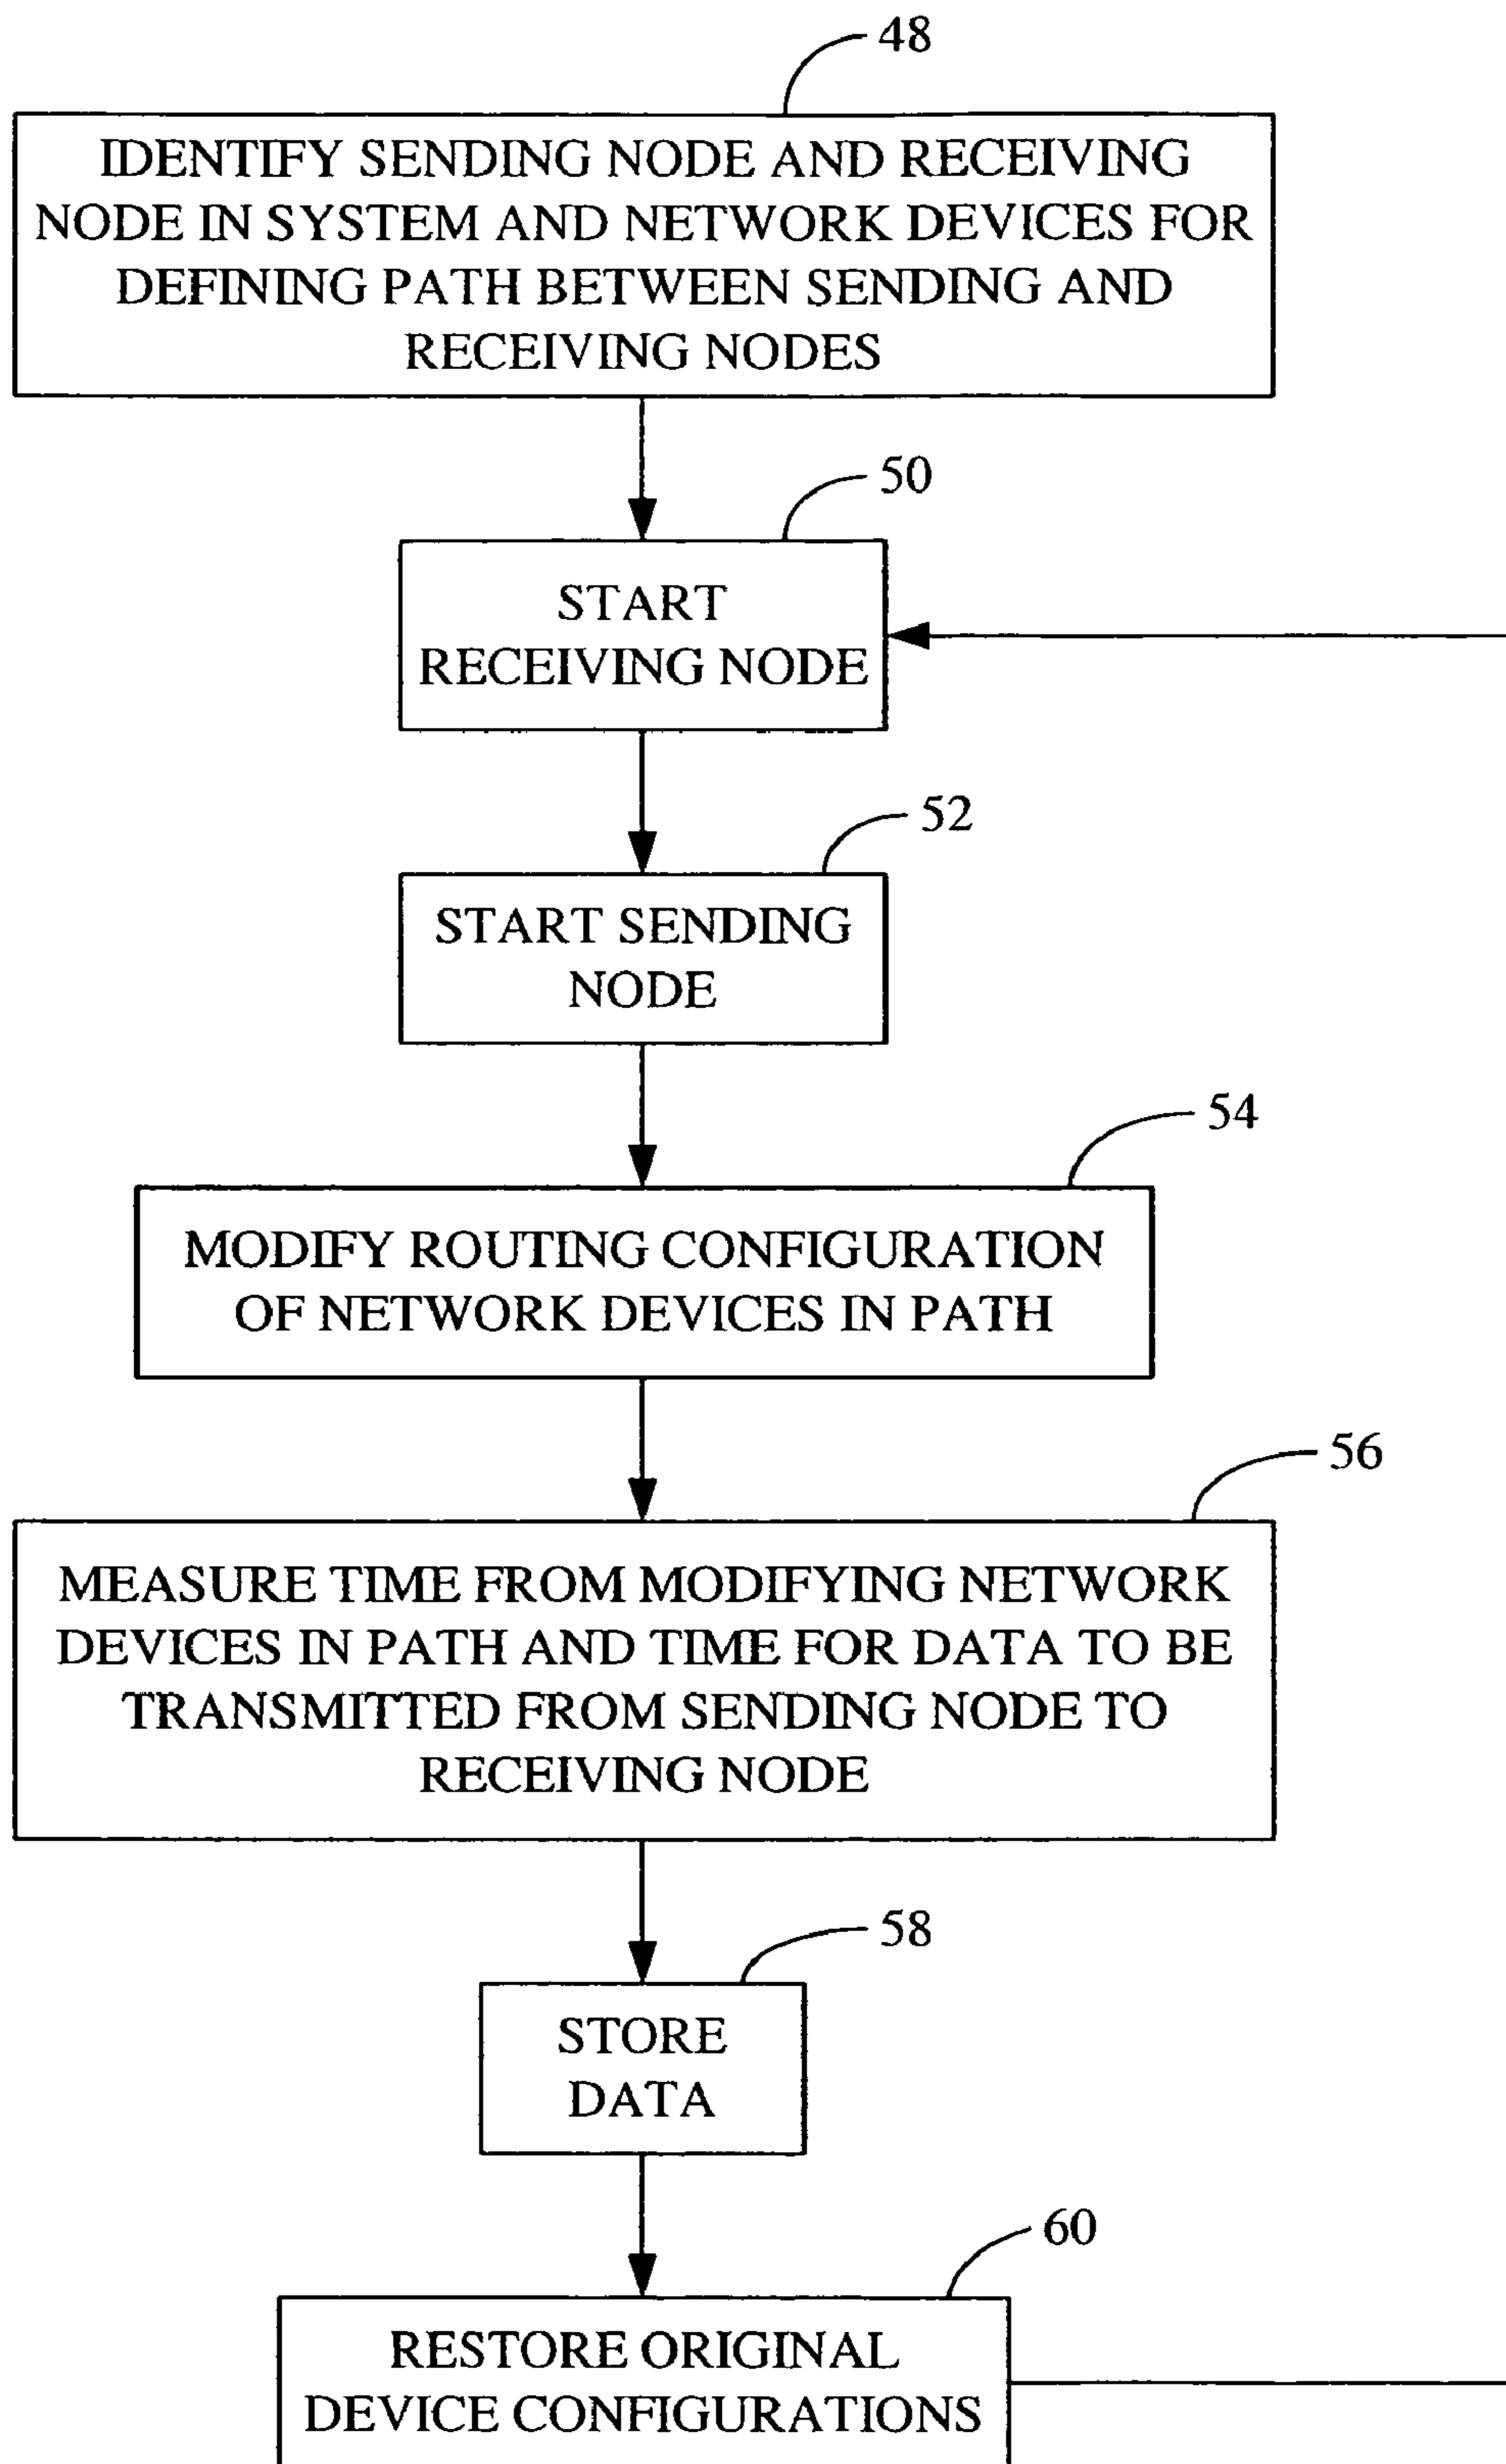 48
IDENTIFY SENDING NODE AND RECEIVING
NODE IN SYSTEM AND NETWORK DEVICES FOR
DEFINING PATH BETWEEN SENDING AND
RECEIVING NODES
50
START
RECEIVING NODE
52
START SENDING
NODE
54
MODIFY ROUTING CONFIGURATION
OF NETWORK DEVICES IN PATH
56
MEASURE TIME FROM MODIFYING NETWORK
DEVICES IN PATH AND TIME FOR DATA TO BE
TRANSMITTED FROM SENDING NODE TO
RECEIVING NODE
58
STORE
DATA
60
RESTORE ORIGINAL
DEVICE CONFIGURATIONS